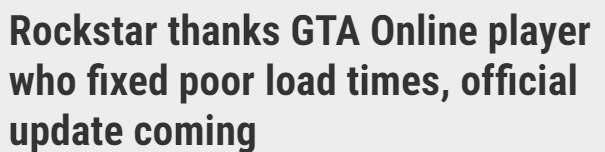 Rockstar thanks GTA Online player
who fixed poor load times, official
update coming